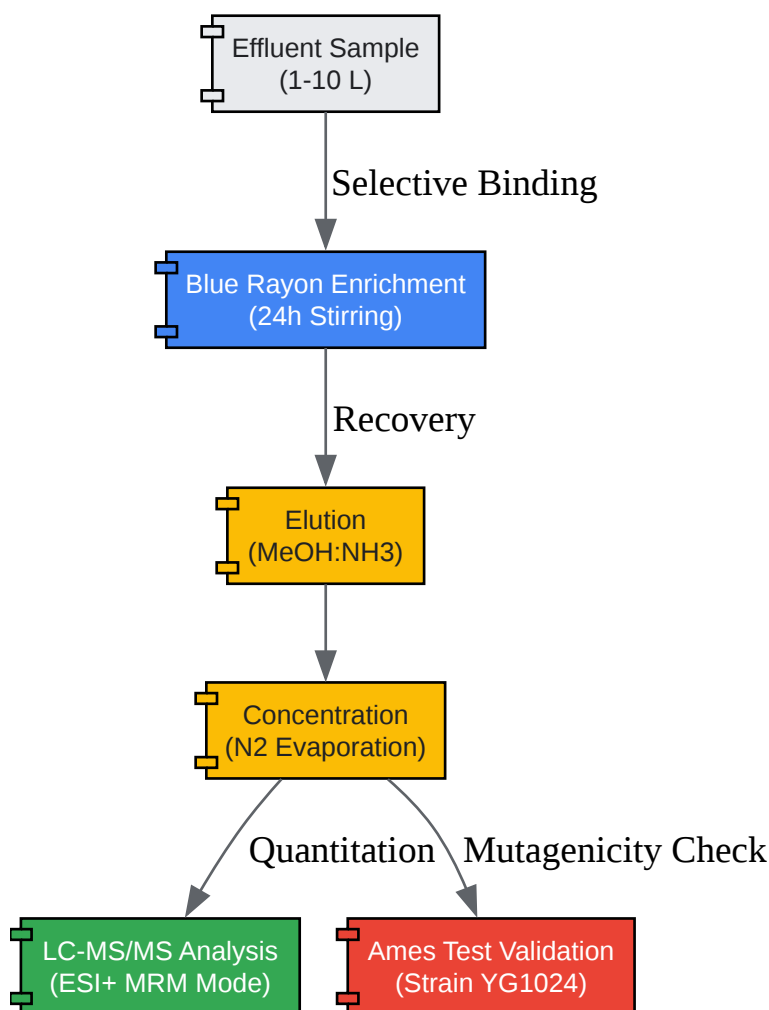 Effluent Sample
(1-10 L)
Selective Binding
Blue Rayon Enrichment
(24h Stirring)
Recovery
Elution
(MeOH:NH3)
Concentration
(N2 Evaporation)
Quantitation
Mutagenicity Check
LC-MS/MS Analysis
(ESI+ MRM Mode)
Ames Test Validation
(Strain YG1024)